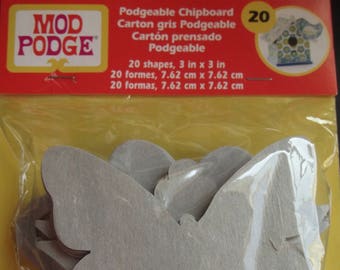 MOD
PODGE
Podgeable Chipboard
Carton gris Podgeable
Cartón prensado
Podgeable
20
20 shapes, 3 in x 3 in
20 formes, 7.62 cm x 7.62 cm
20 formas, 7.62 cm x 7.62 cm